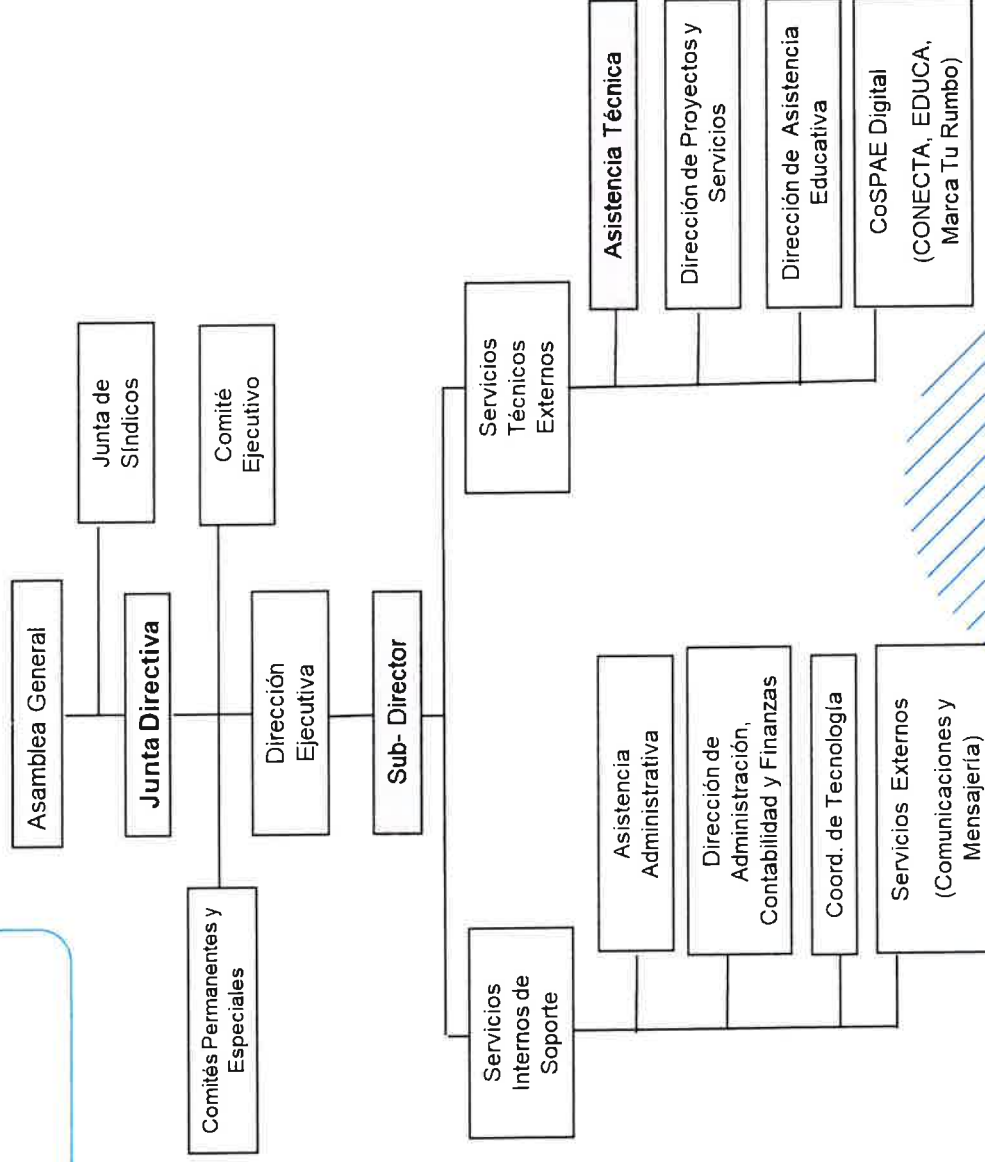 Asamblea General
Junta de
Síndicos
Junta Directiva
Comité
Ejecutivo
Comités Permanentes y
Especiales
Dirección
Ejecutiva
Sub- Director
Servicios
Internos de
Soporte
Asistencia
Administrativa
Dirección de
Administración,
Contabilidad y Finanzas
Coord. de Tecnología
Servicios Externos
(Comunicaciones y
Mensajería)
Servicios
Técnicos
Externos
Asistencia Técnica
Dirección de Proyectos y
Servicios
Dirección de Asistencia
Educativa
CoSPAE Digital
(CONECTA, EDUCA,
Marca Tu Rumbo)